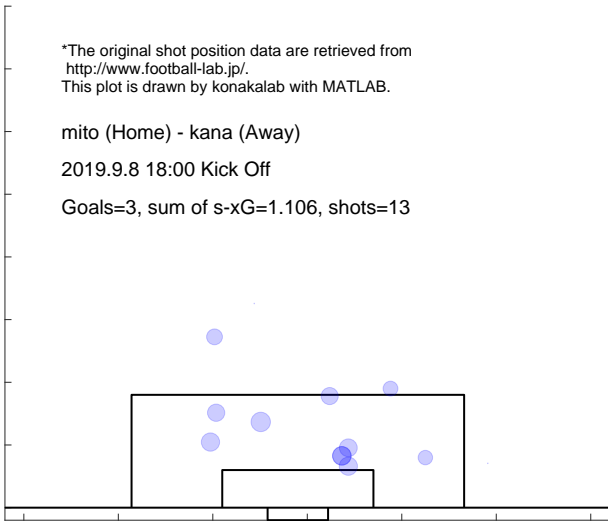 *The original shot position data are retrieved from
http://www.football-lab.jp/.
This plot is drawn by konakalab with MATLAB.
mito (Home) - kana (Away)
2019.9.8 18:00 Kick Off
Goals=3, sum of s-xG=1.106, shots=13